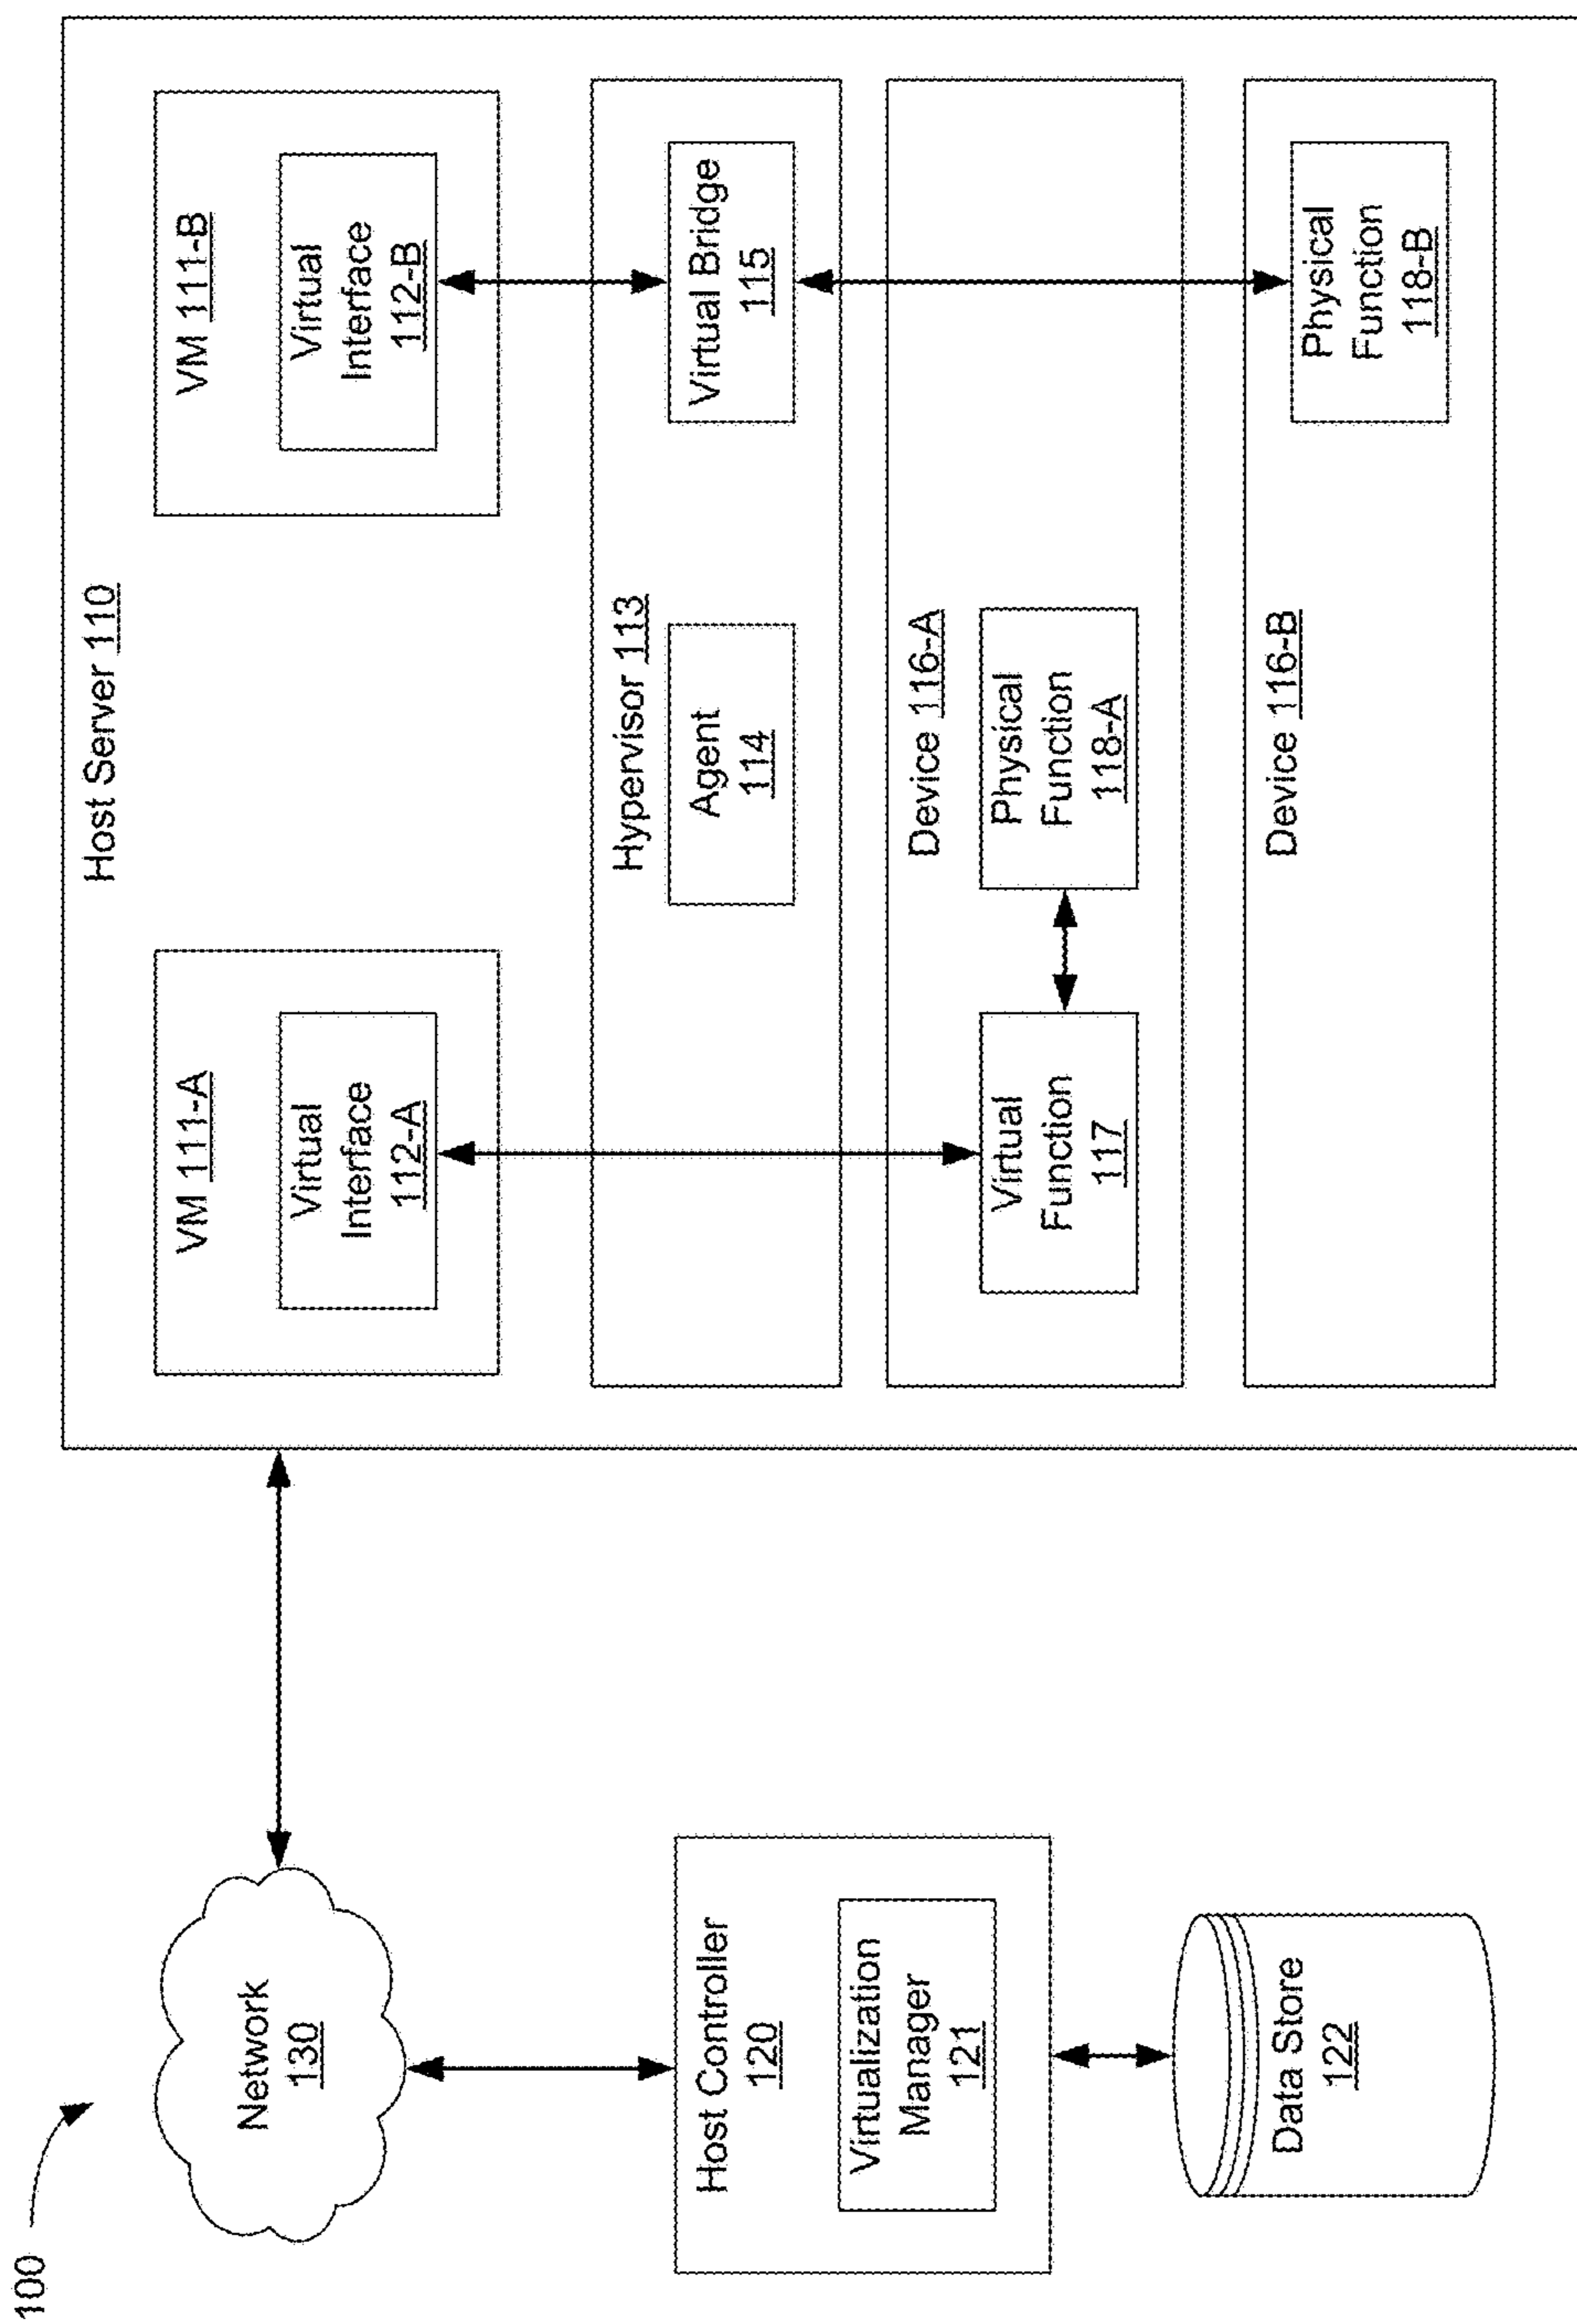 100
Network
130
Host Controller
120
Virtualization
Manager
121
Data Store
122
Host Server 110
VM 111-A
Virtual
Interface
112-A
VM 111-B
Virtual
Interface
112-B
Hypervisor 113
Agent
114
Virtual Bridge
115
Device 116-A
Virtual
Function
117
Physical
Function
118-A
Device 116-B
Physical
Function
118-B